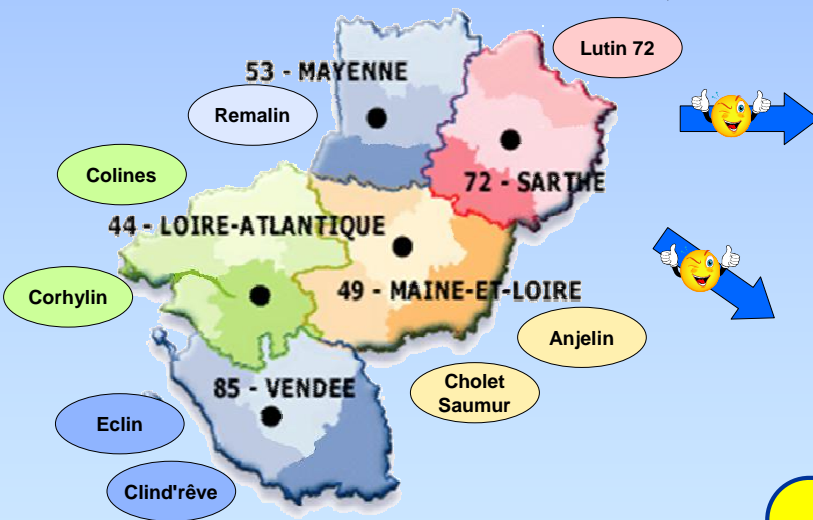 Lutin 72
53 - MAYENNE
Remalin
Colines
72 - SARTHE
44 - LOIRE-ATLANTIQUE
Corhylin
49 - MAINE-ET-LOIRE
Anjelin
85 - VENDEE
Cholet
Saumur
Eclin
Clind'rêve